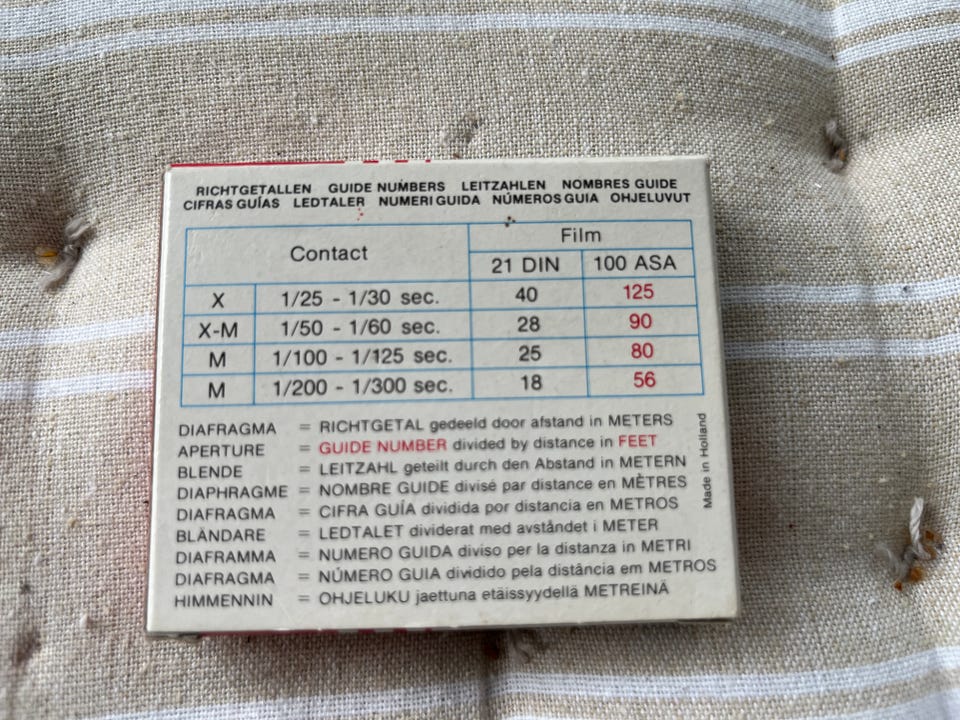 RICHTGETALLEN GUIDE NUMBERS LEITZAHLEN NOMBRES GUIDE
CIFRAS GUÍAS LEDTALER NUMERI GUIDA NÚMEROS GUIA OHJELUVUT
Contact Film
21 DIN 100 ASA
X 1/25 - 1/30 sec. 40 125
X-M 1/50 - 1/60 sec. 28 90
M 1/100 - 1/125 sec. 25 80
M 1/200 - 1/300 sec. 18 56
DIAFRAGMA = RICHTGETAL gedeeld door afstand in METERS
APERTURE = GUIDE NUMBER divided by distance in FEET
BLENDE = LEITZAHL geteilt durch den Abstand in METERN
DIAPHRAGME = NOMBRE GUIDE divisé par distance en MÈTRES
DIAFRAGMA = CIFRA GUÍA dividida por distancia en METROS
BLÄNDARE = LEDTALET dividerat med avståndet i METER
DIAFRAMMA = NUMERO GUIDA diviso per la distanza in METRI
DIAFRAGMA = NÚMERO GUIA dividido pela distância em METROS
HIMMENNIN = OHJELUKU jaettuna etäissyydellä METREINÄ
Made in Holland